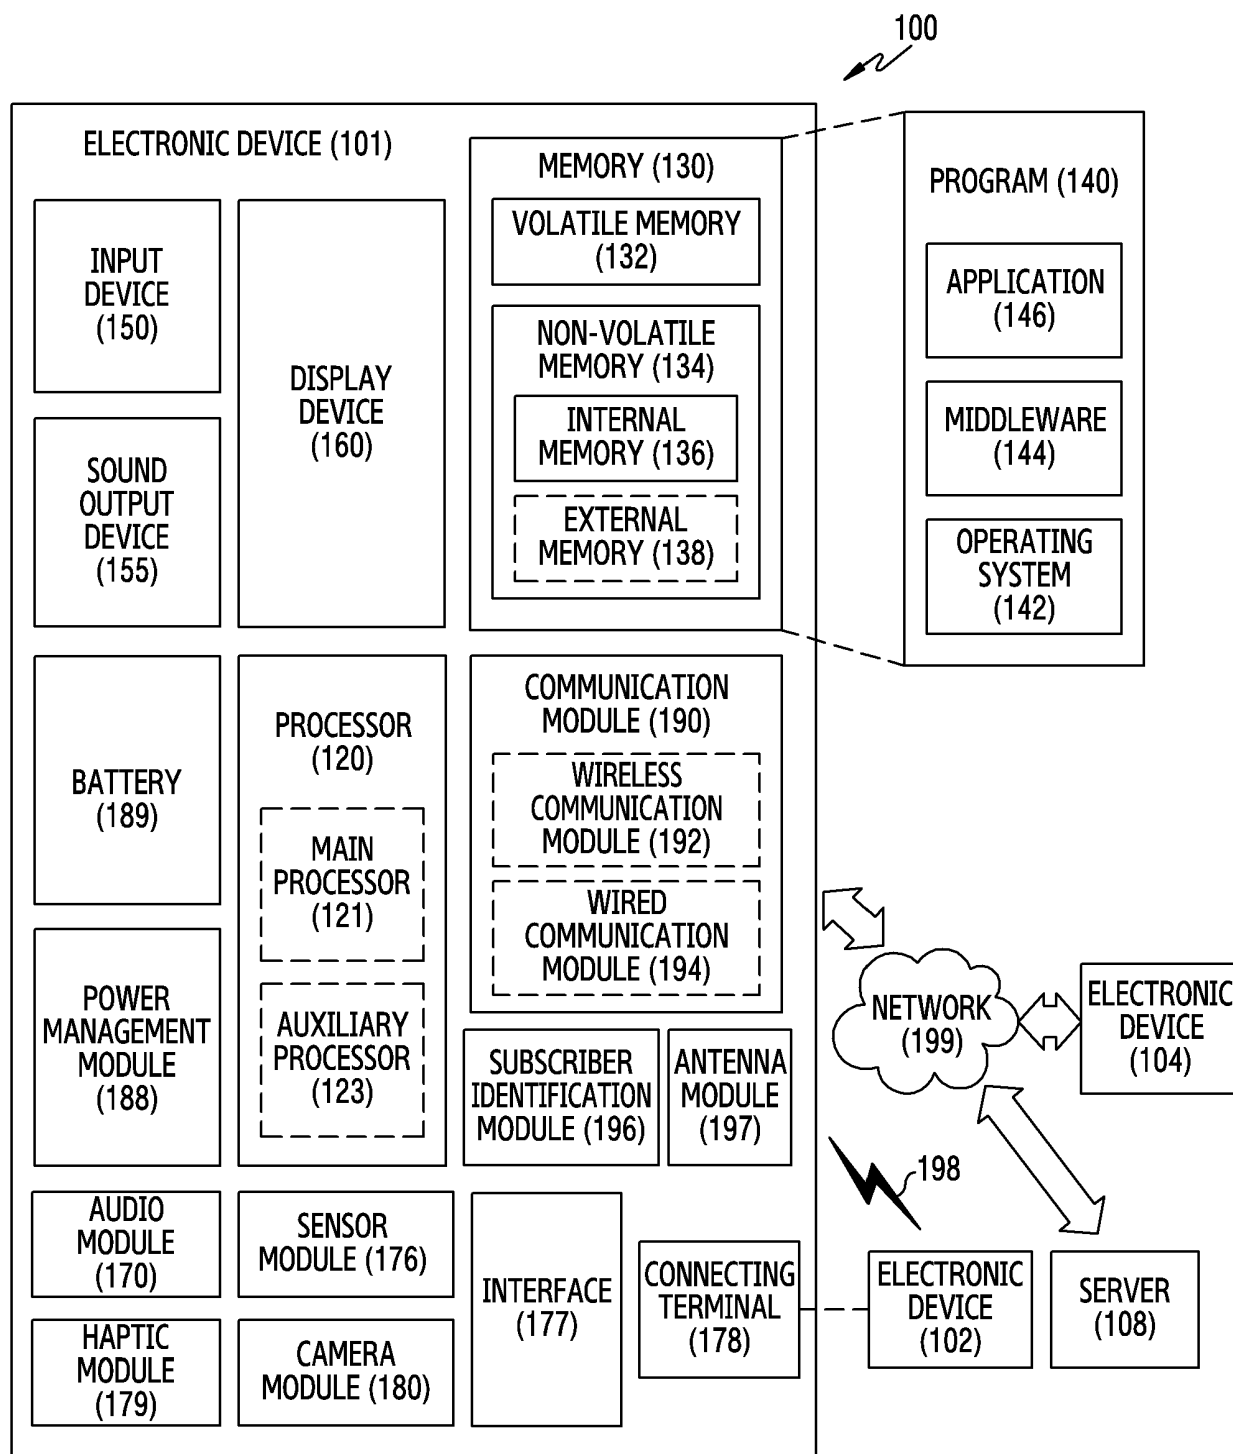 100
ELECTRONIC DEVICE (101)
INPUT
DEVICE
(150)
SOUND
OUTPUT
DEVICE
(155)
DISPLAY
DEVICE
(160)
MEMORY (130)
VOLATILE MEMORY
(132)
NON-VOLATILE
MEMORY (134)
INTERNAL
MEMORY (136)
EXTERNAL
MEMORY (138)
PROGRAM (140)
APPLICATION
(146)
MIDDLEWARE
(144)
OPERATING
SYSTEM
(142)
BATTERY
(189)
POWER
MANAGEMENT
MODULE
(188)
PROCESSOR
(120)
MAIN
PROCESSOR
(121)
AUXILIARY
PROCESSOR
(123)
COMMUNICATION
MODULE (190)
WIRELESS
COMMUNICATION
MODULE (192)
WIRED
COMMUNICATION
MODULE (194)
SUBSCRIBER
IDENTIFICATION
MODULE (196)
ANTENNA
MODULE
(197)
NETWORK
(199)
ELECTRONIC
DEVICE
(104)
198
AUDIO
MODULE
(170)
SENSOR
MODULE (176)
INTERFACE
(177)
CONNECTING
TERMINAL
(178)
ELECTRONIC
DEVICE
(102)
SERVER
(108)
HAPTIC
MODULE
(179)
CAMERA
MODULE (180)